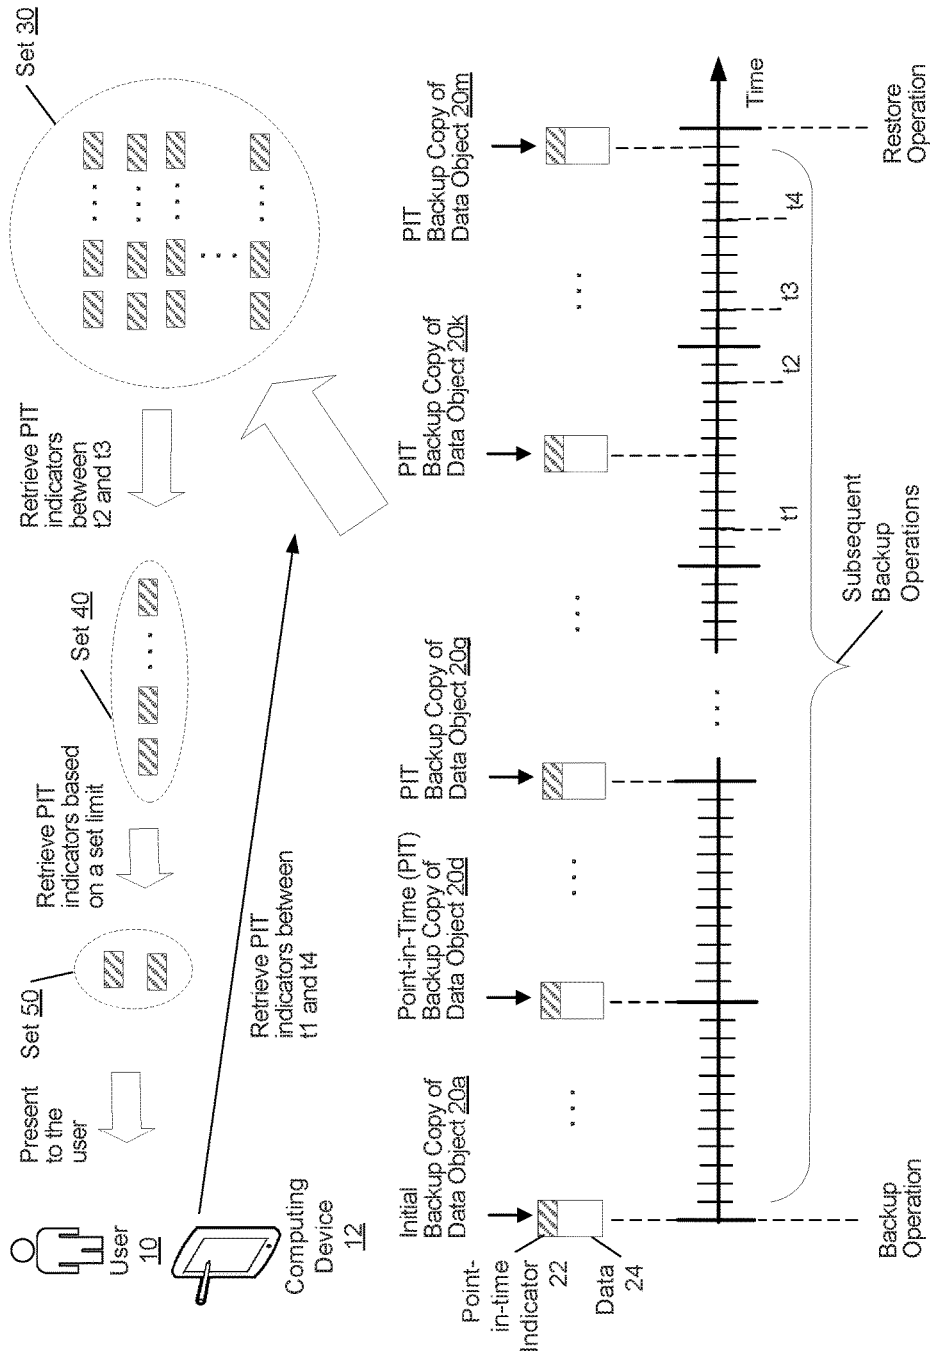 User
10
Computing
Device
12
Present
to the
user
Set 50
Retrieve PIT
indicators based
on a set limit
Set 40
Retrieve PIT
indicators
between
t2 and t3
Set 30
Retrieve PIT
indicators between
t1 and t4
Initial
Backup Copy of
Data Object 20a
Point-in-Time (PIT)
Backup Copy of
Data Object 20d
PIT
Backup Copy of
Data Object 20g
PIT
Backup Copy of
Data Object 20k
PIT
Backup Copy of
Data Object 20m
Point-
in-time
Indicator
22
Data
24
Time
t1
t2
t3
t4
Backup
Operation
Subsequent
Backup
Operations
Restore
Operation